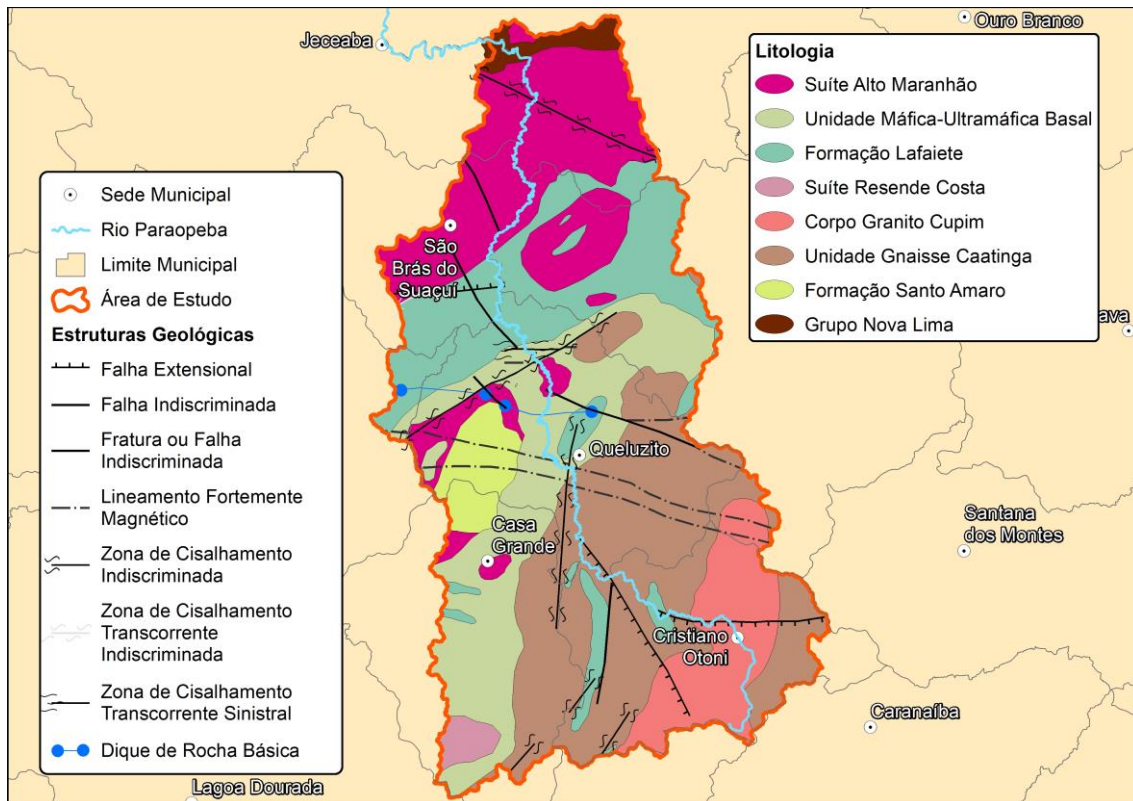 Ouro Branco
Jeceaba
Litologia
Suíte Alto Maranhão
Unidade Máfica-Ultramáfica Basal
Formação Lafaiete
Suíte Resende Costa
Corpo Granito Cupim
Unidade Gnaisse Caatinga
Formação Santo Amaro
Grupo Nova Lima
Sede Municipal
Rio Paraopeba
Limite Municipal
Área de Estudo
Estruturas Geológicas
Falha Extensional
Falha Indiscriminada
Fratura ou Falha
Indiscriminada
Lineamento Fortemente
Magnético
Zona de Cisalhamento
Indiscriminada
Zona de Cisalhamento
Transcorrente
Indiscriminada
Zona de Cisalhamento
Transcorrente Sinistral
Dique de Rocha Básica
São
Brás do
Suaçuí
ava
Queluzito
Casa
Grande
Santana
dos Montes
Cristiano
Otoni
Caranaíba
Lagoa Dourada